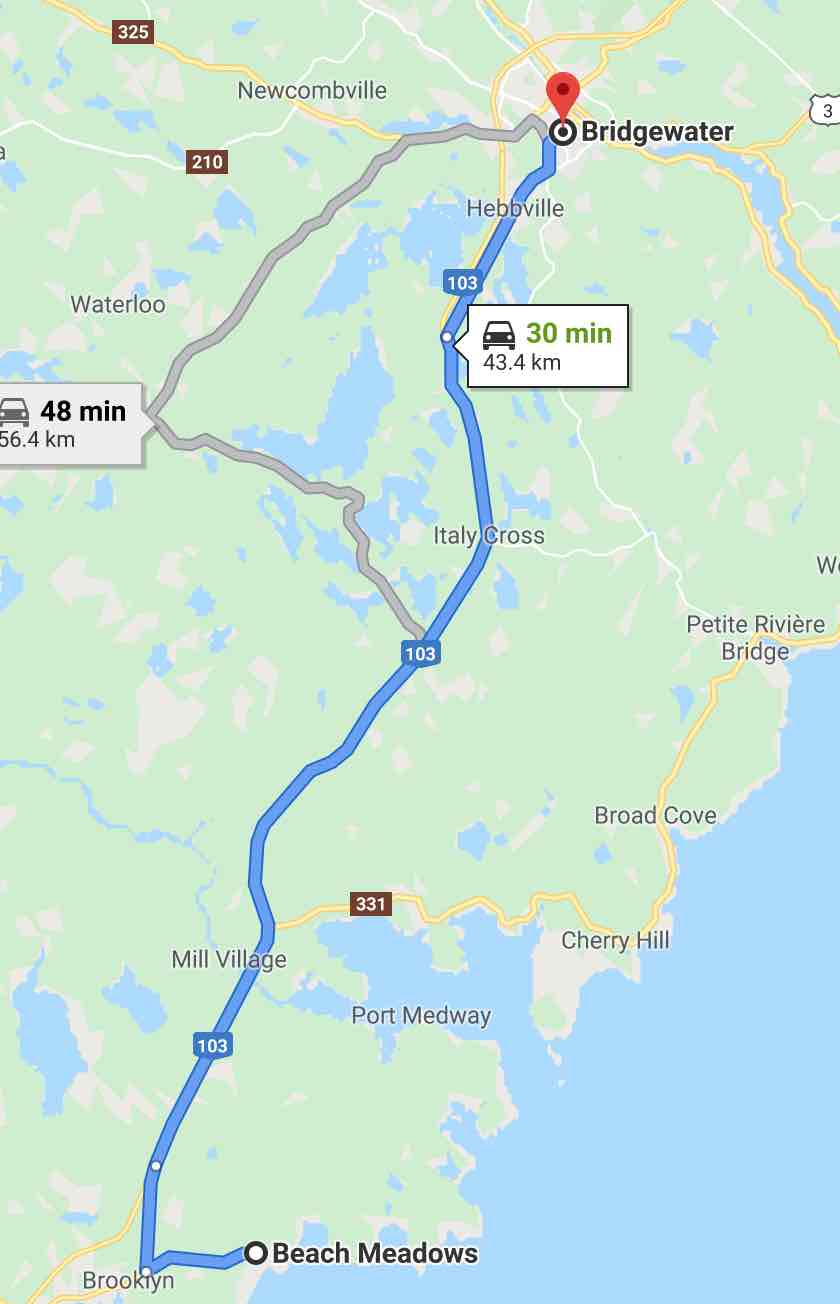 325
Newcombville
3
Bridgewater
210
Hebbville
103
Waterloo
30 min
43.4 km
48 min
56.4 km
Italy Cross
Petite Rivière
Bridge
103
Broad Cove
331
Cherry Hill
Mill Village
Port Medway
103
Beach Meadows
Brooklyn